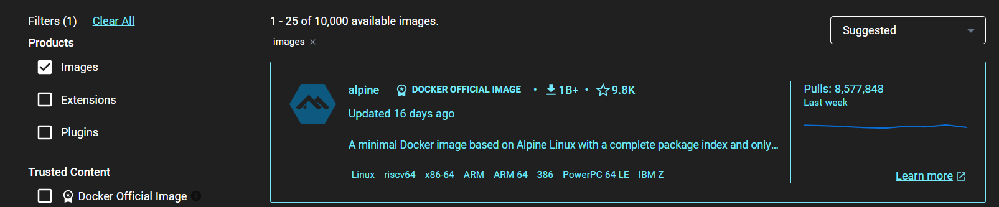 Filters (1) Clear All
Products
Images
Extensions
Plugins
Trusted Content
Docker Official Image
1 - 25 of 10,000 available images.
images ×
Suggested
alpine DOCKER OFFICIAL IMAGE • 1B+ • 9.8K
Updated 16 days ago
A minimal Docker image based on Alpine Linux with a complete package index and only...
Linux riscv64 x86-64 ARM ARM 64 386 PowerPC 64 LE IBM Z
Pulls: 8,577,848
Last week
Learn more